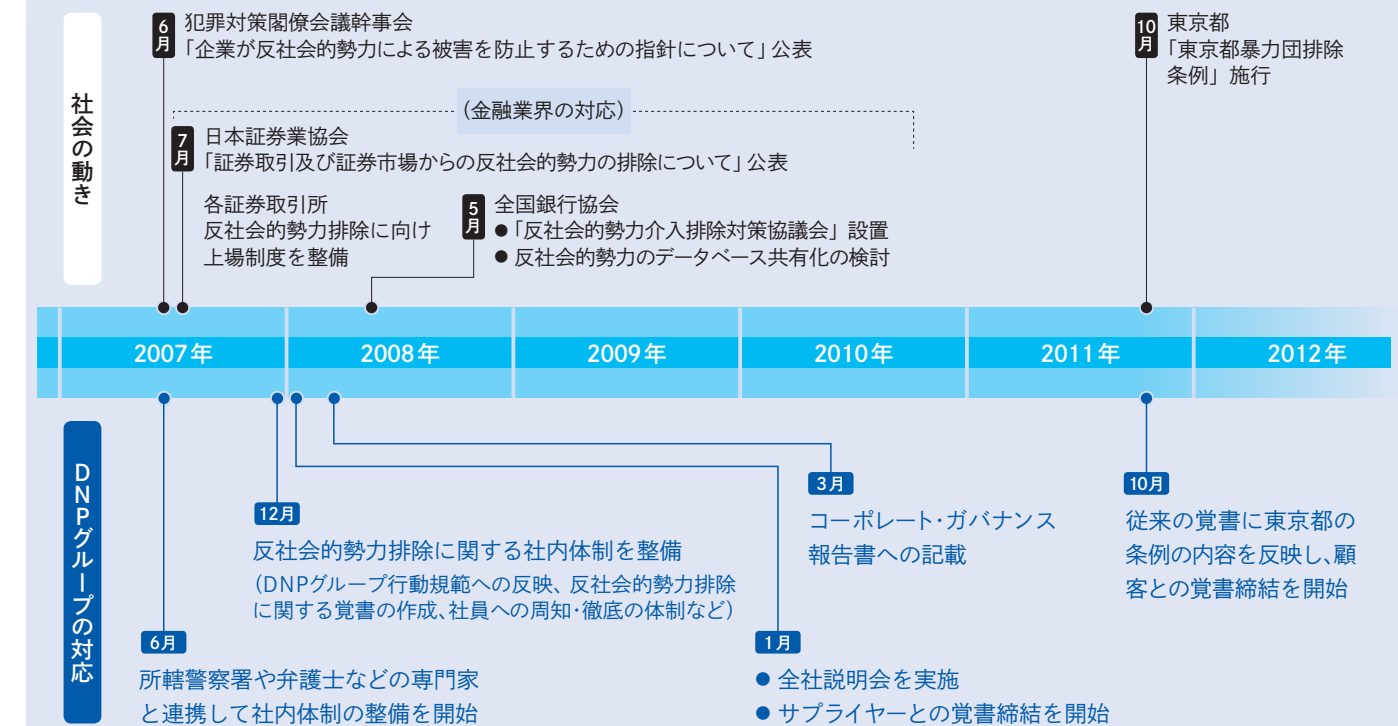 社会の動き
6月
犯罪対策閣僚会議幹事会
「企業が反社会的勢力による被害を防止するための指針について」公表
10月
東京都
「東京都暴力団排除
条例」施行
(金融業界の対応)
7月
日本証券業協会
「証券取引及び証券市場からの反社会的勢力の排除について」公表
各証券取引所
反社会的勢力排除に向け
上場制度を整備
5月
全国銀行協会
●「反社会的勢力介入排除対策協議会」設置
● 反社会的勢力のデータベース共有化の検討
2007年
2008年
2009年
2010年
2011年
2012年
DNPグループの対応
12月
反社会的勢力排除に関する社内体制を整備
(DNPグループ行動規範への反映、反社会的勢力排除
に関する覚書の作成、社員への周知・徹底の体制など)
6月
所轄警察署や弁護士などの専門家
と連携して社内体制の整備を開始
3月
コーポレート・ガバナンス
報告書への記載
1月
● 全社説明会を実施
● サプライヤーとの覚書締結を開始
10月
従来の覚書に東京都の
条例の内容を反映し、顧
客との覚書締結を開始